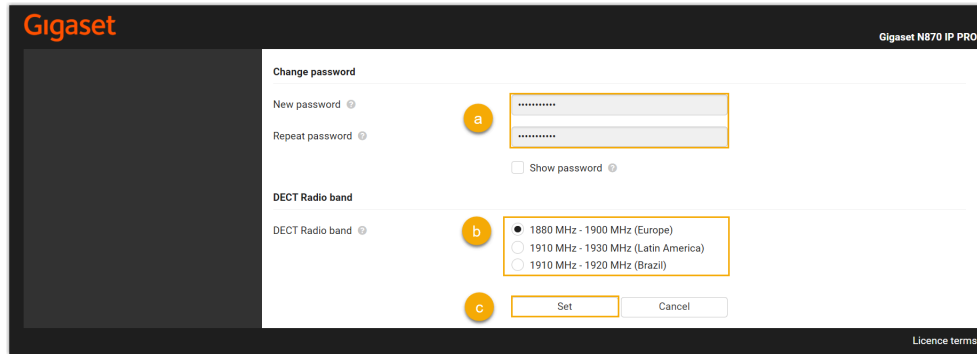 Gigaset
Gigaset N870 IP PRO
Change password
New password ?
•••••••••••
a
Repeat password ?
•••••••••••
Show password ?
DECT Radio band
DECT Radio band ?
b
1880 MHz - 1900 MHz (Europe)
1910 MHz - 1930 MHz (Latin America)
1910 MHz - 1920 MHz (Brazil)
c
Set
Cancel
Licence terms